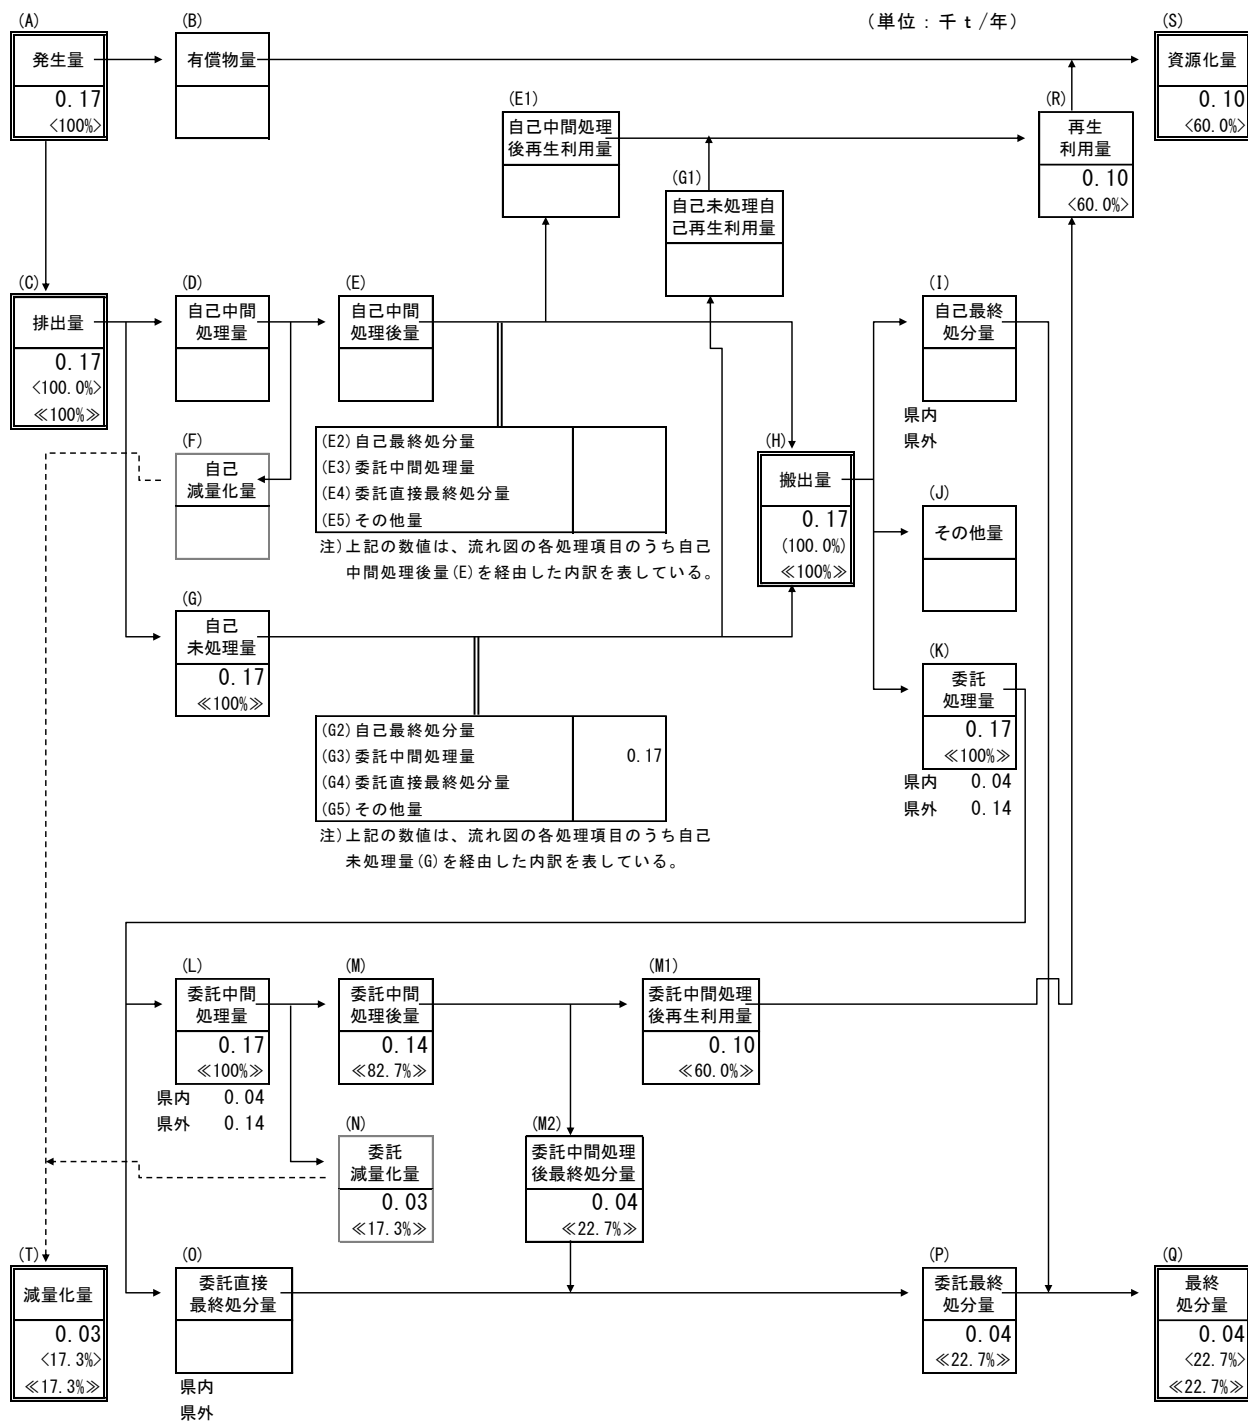 (単位：千ｔ/年)
(A)
発生量
0.17
<100%>
(B)
有償物量
(S)
資源化量
0.10
<60.0%>
(E1)
自己中間処理
後再生利用量
(R)
再生
利用量
0.10
<60.0%>
(G1)
自己未処理自
己再生利用量
(C)
排出量
0.17
<100.0%>
≪100%≫
(D)
自己中間
処理量
(E)
自己中間
処理後量
(I)
自己最終
処分量
県内
県外
(F)
自己
減量化量
(E2)自己最終処分量
(E3)委託中間処理量
(E4)委託直接最終処分量
(E5)その他量
注)上記の数値は、流れ図の各処理項目のうち自己
中間処理後量(E)を経由した内訳を表している。
(H)
搬出量
0.17
(100.0%)
≪100%≫
(J)
その他量
(G)
自己
未処理量
0.17
≪100%≫
(K)
委託
処理量
0.17
≪100%≫
県内 0.04
県外 0.14
(G2)自己最終処分量
(G3)委託中間処理量 0.17
(G4)委託直接最終処分量
(G5)その他量
注)上記の数値は、流れ図の各処理項目のうち自己
未処理量(G)を経由した内訳を表している。
(L)
委託中間
処理量
0.17
≪100%≫
県内 0.04
県外 0.14
(M)
委託中間
処理後量
0.14
≪82.7%≫
(M1)
委託中間処理
後再生利用量
0.10
≪60.0%≫
(N)
委託
減量化量
0.03
≪17.3%≫
(M2)
委託中間処理
後最終処分量
0.04
≪22.7%≫
(T)
減量化量
0.03
<17.3%>
≪17.3%≫
(O)
委託直接
最終処分量
県内
県外
(P)
委託最終
処分量
0.04
≪22.7%≫
(Q)
最終
処分量
0.04
<22.7%>
≪22.7%≫